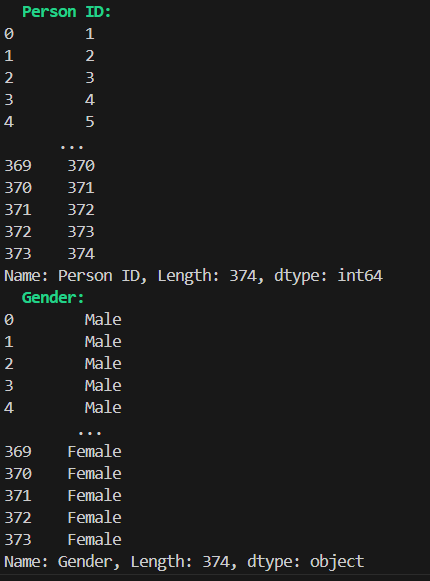 Person ID:
0        1
1        2
2        3
3        4
4        5
      ...
369    370
370    371
371    372
372    373
373    374
Name: Person ID, Length: 374, dtype: int64
Gender:
0        Male
1        Male
2        Male
3        Male
4        Male
        ...
369    Female
370    Female
371    Female
372    Female
373    Female
Name: Gender, Length: 374, dtype: object